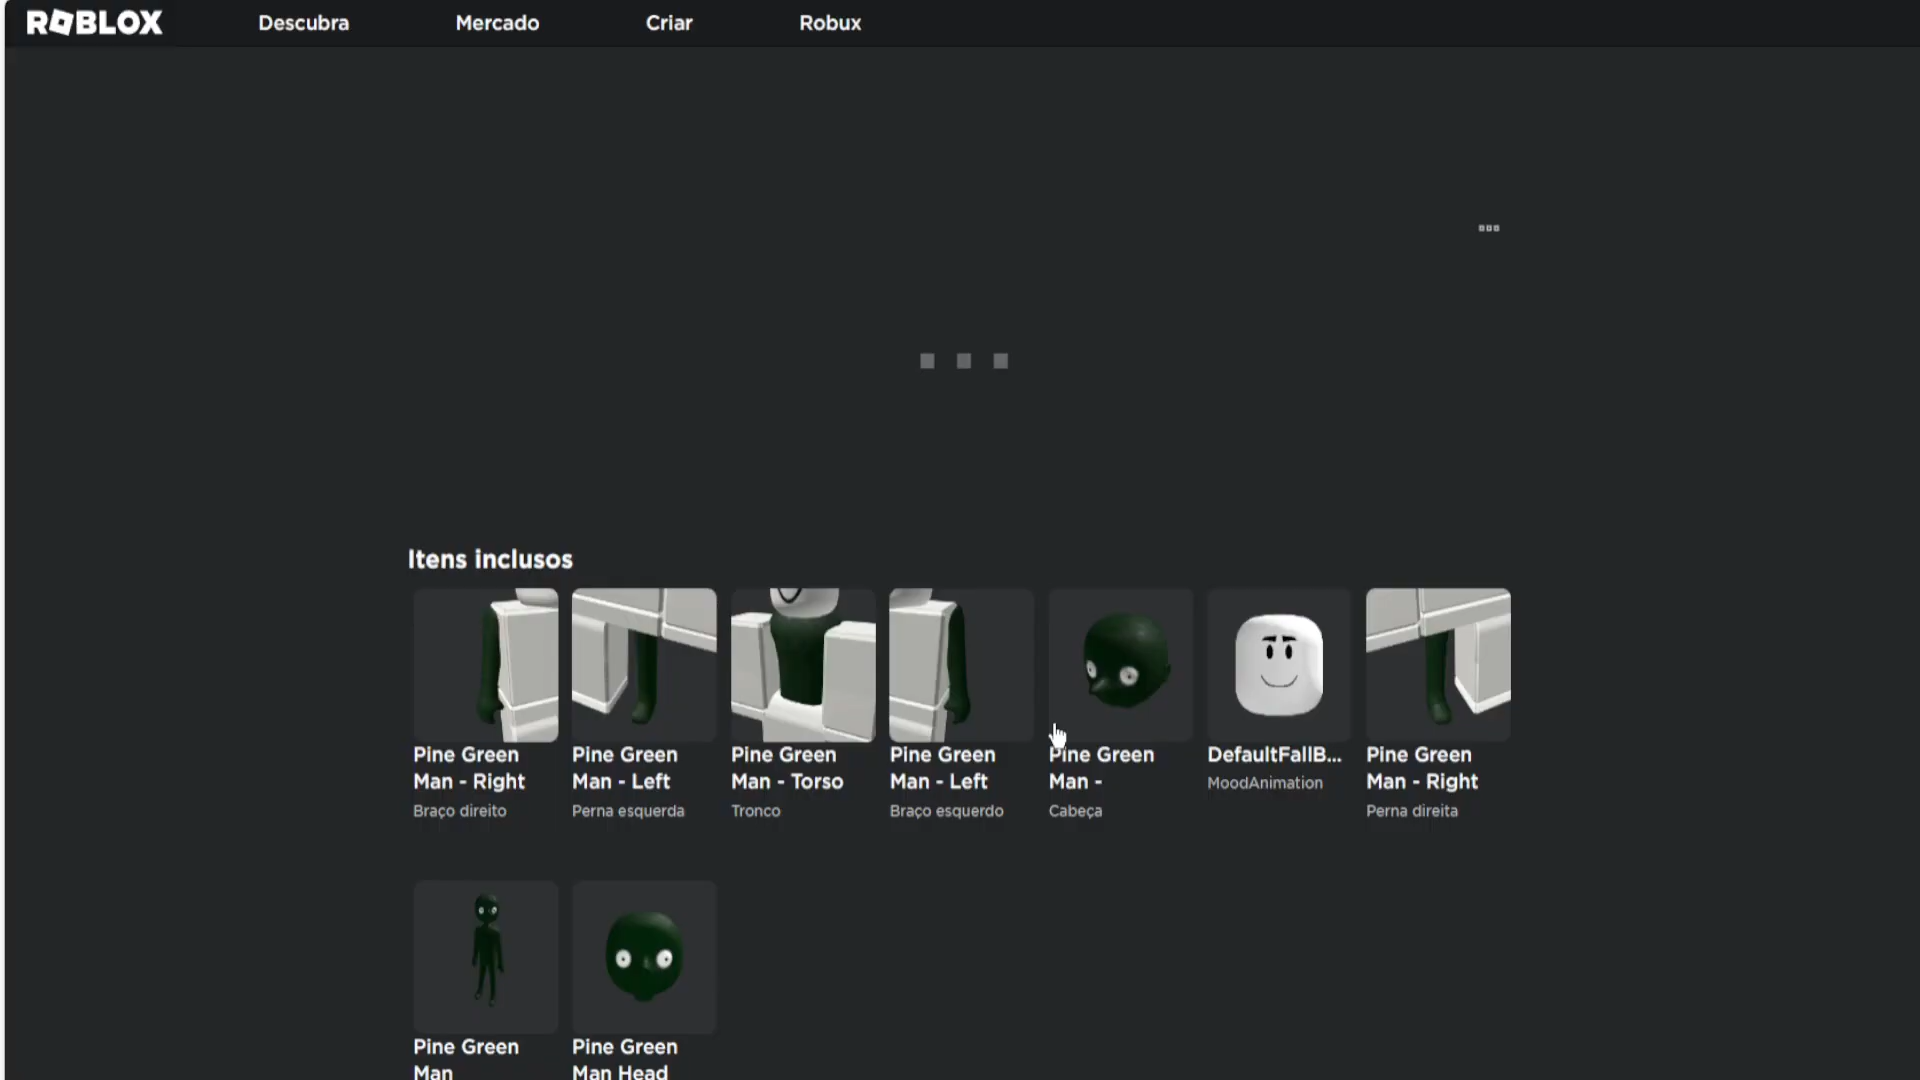 ROBLOX
Descubra
Mercado
Criar
Robux
Itens inclusos
Pine Green
Man - Right
Braço direito
Pine Green
Man - Left
Perna esquerda
Pine Green
Man - Torso
Tronco
Pine Green
Man - Left
Braço esquerdo
Pine Green
Man -
Cabeça
DefaultFallB...
MoodAnimation
Pine Green
Man - Right
Perna direita
Pine Green
Man
Pine Green
Man Head